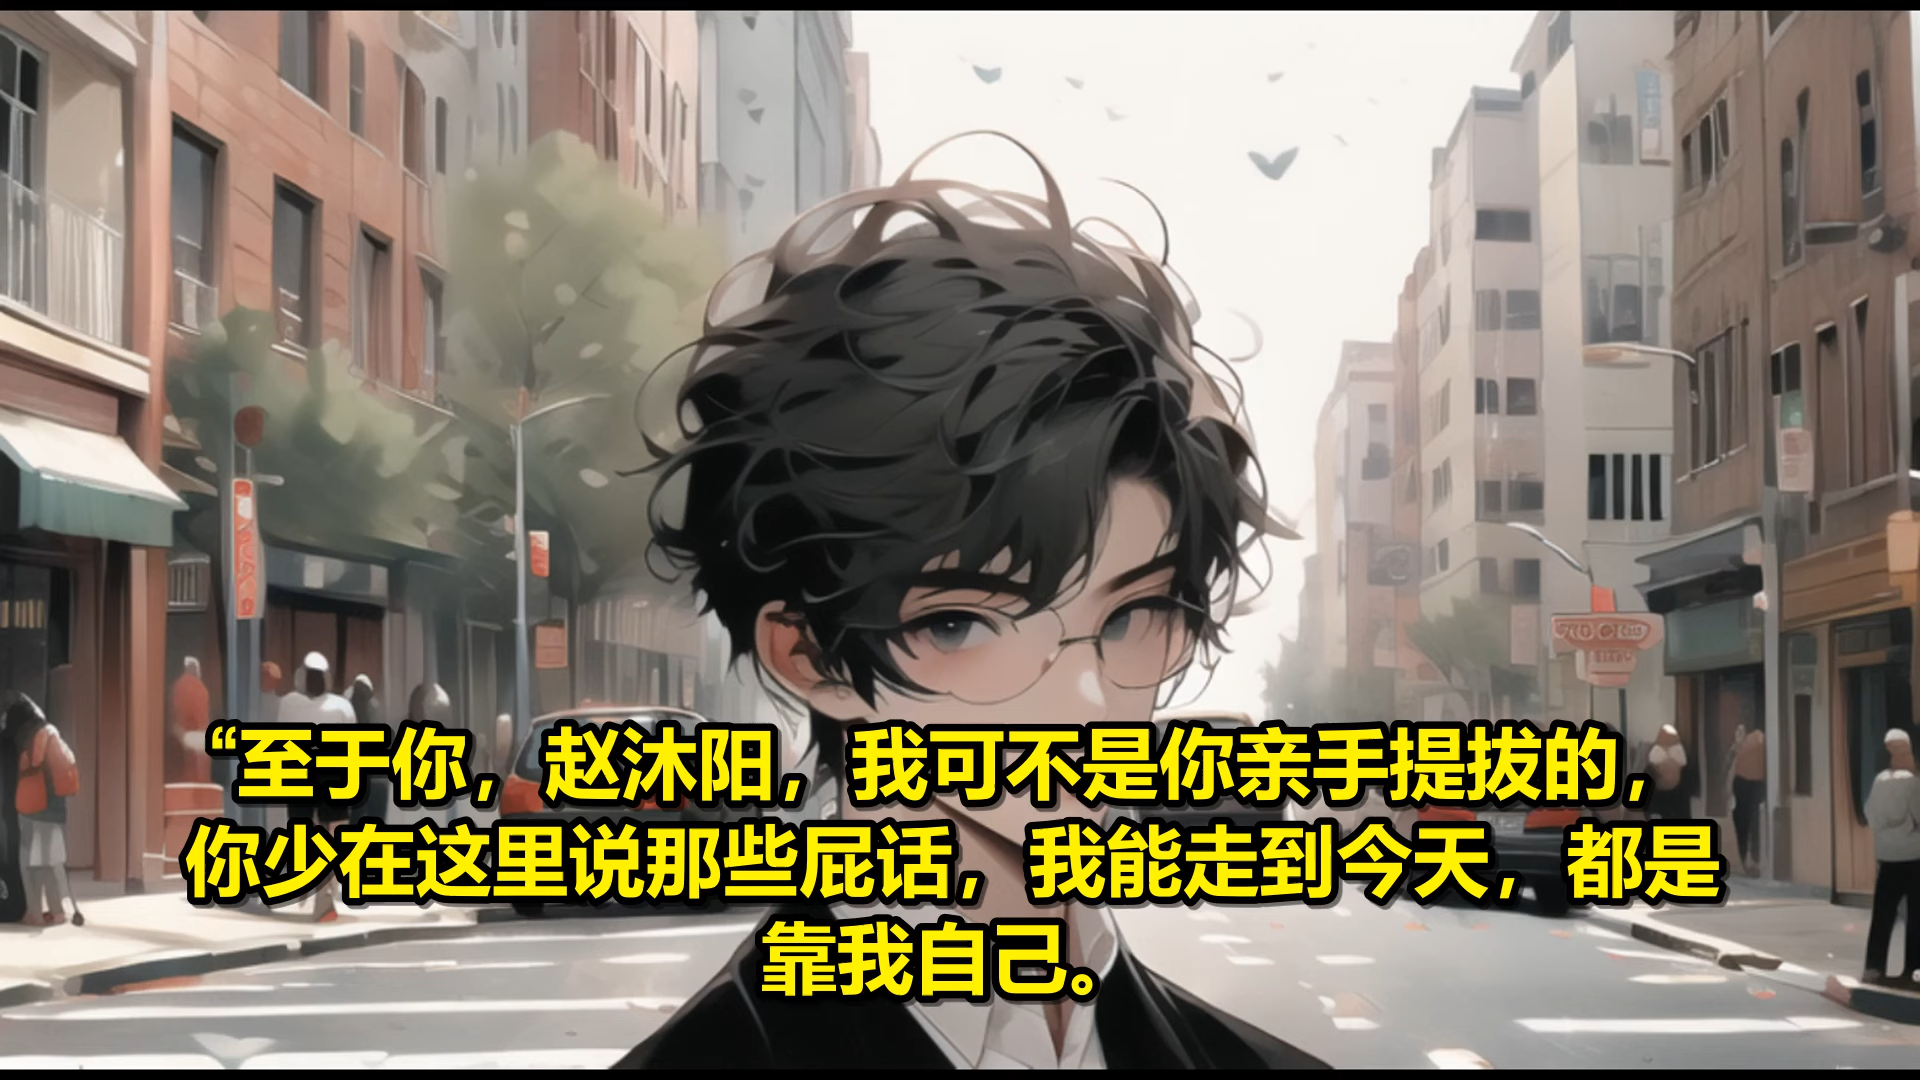 “至于你，赵沐阳，我可不是你亲手提拔的，
你少在这里说那些屁话，我能走到今天，都是
靠我自己。